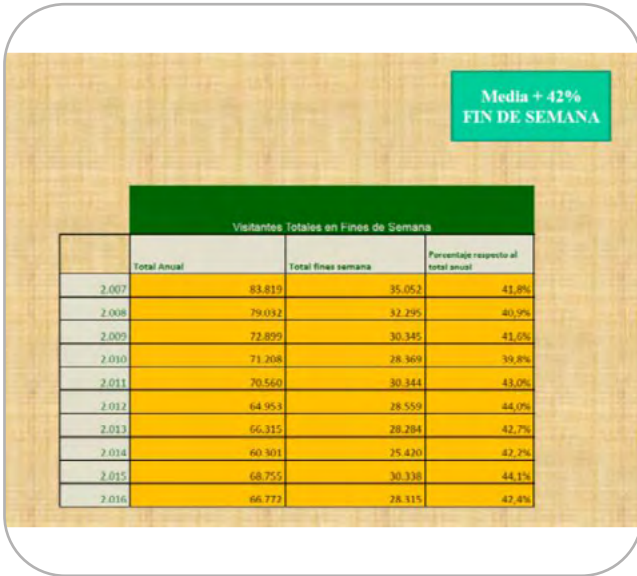 Media + 42%
FIN DE SEMANA
Visitantes Totales en Fines de Semana
Total Anual Total fines semana Porcentaje respecto al total anual
2.007 83.819 35.052 41,8%
2.008 79.032 32.295 40,9%
2.009 72.899 30.345 41,6%
2.010 71.208 28.369 39,8%
2.011 70.560 30.344 43,0%
2.012 64.953 28.559 44,0%
2.013 66.315 28.284 42,7%
2.014 60.301 25.420 42,2%
2.015 68.755 30.338 44,1%
2.016 66.772 28.315 42,4%